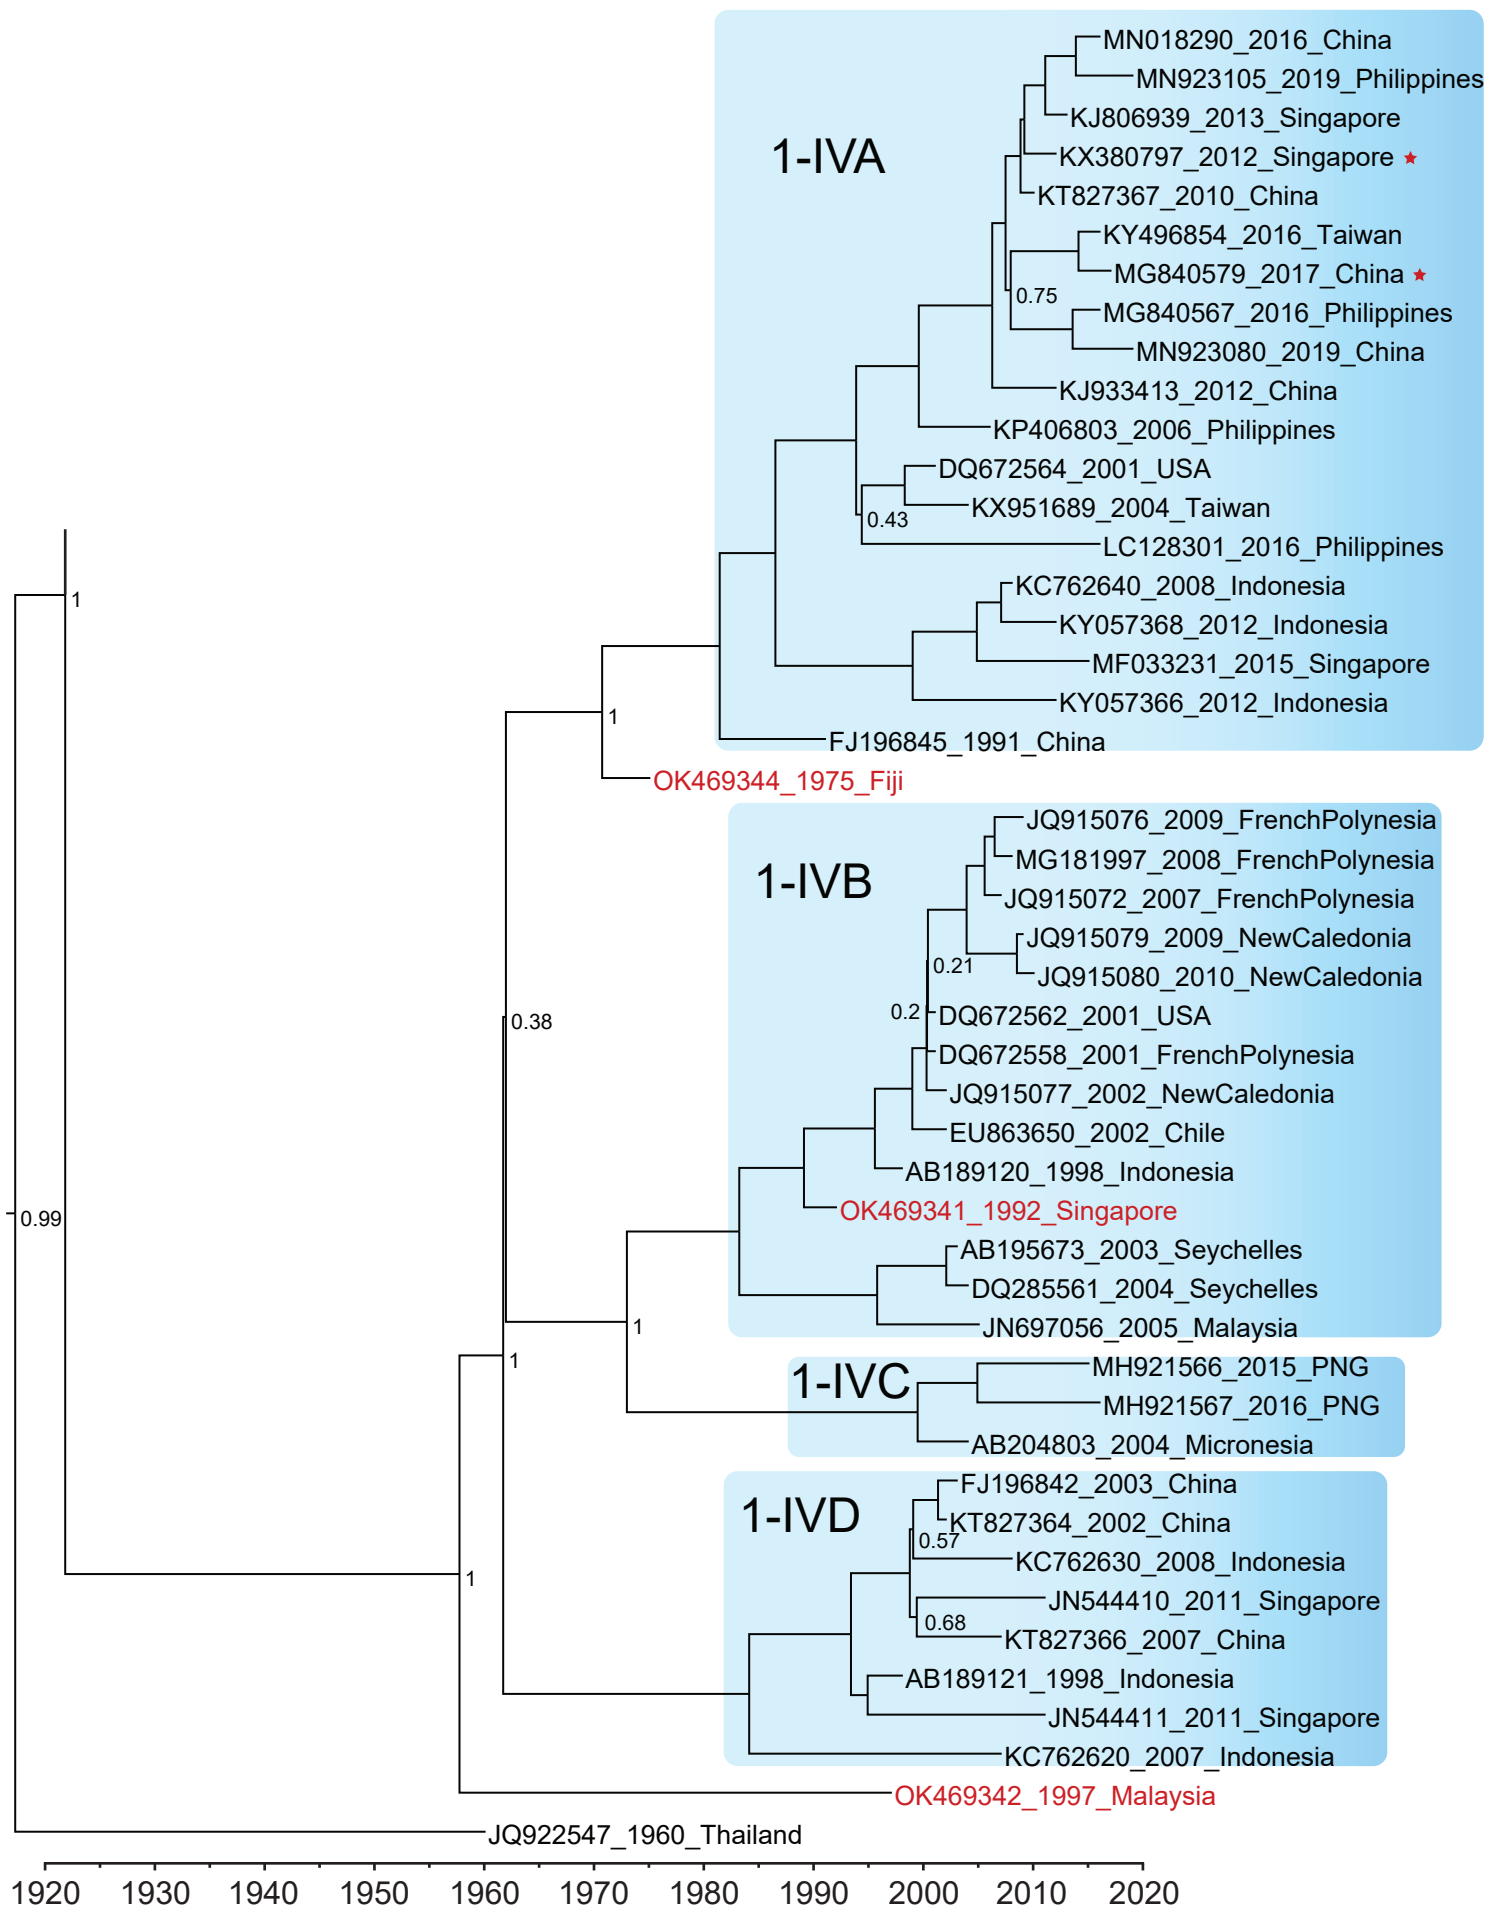 MN018290_2016_China
MN923105_2019_Philippines
KJ806939_2013_Singapore
1-IVA
KX380797_2012_Singapore
KT827367_2010_China
KY496854_2016_Taiwan
MG840579_2017_China
0.75
MG840567_2016_Philippines
MN923080_2019_China
KJ933413_2012_China
KP406803_2006_Philippines
DQ672564_2001_USA
KX951689_2004_Taiwan
0.43
LC128301_2016_Philippines
KC762640_2008_Indonesia
1
KY057368_2012_Indonesia
MF033231_2015_Singapore
KY057366_2012_Indonesia
1
FJ196845_1991_China
OK469344_1975_Fiji
JQ915076_2009_FrenchPolynesia
MG181997_2008_FrenchPolynesia
1-IVB
JQ915072_2007_FrenchPolynesia
JQ915079_2009_NewCaledonia
0.21
JQ915080_2010_NewCaledonia
0.2
DQ672562_2001_USA
0.38
DQ672558_2001_FrenchPolynesia
JQ915077_2002_NewCaledonia
EU863650_2002_Chile
AB189120_1998_Indonesia
OK469341_1992_Singapore
0.99
AB195673_2003_Seychelles
DQ285561_2004_Seychelles
1
JN697056_2005_Malaysia
1
MH921566_2015_PNG
1-IVC
MH921567_2016_PNG
AB204803_2004_Micronesia
FJ196842_2003_China
1-IVD
KT827364_2002_China
0.57
KC762630_2008_Indonesia
1
JN544410_2011_Singapore
0.68
KT827366_2007_China
AB189121_1998_Indonesia
JN544411_2011_Singapore
KC762620_2007_Indonesia
OK469342_1997_Malaysia
JQ922547_1960_Thailand
1920 1930 1940 1950 1960 1970 1980 1990 2000 2010 2020